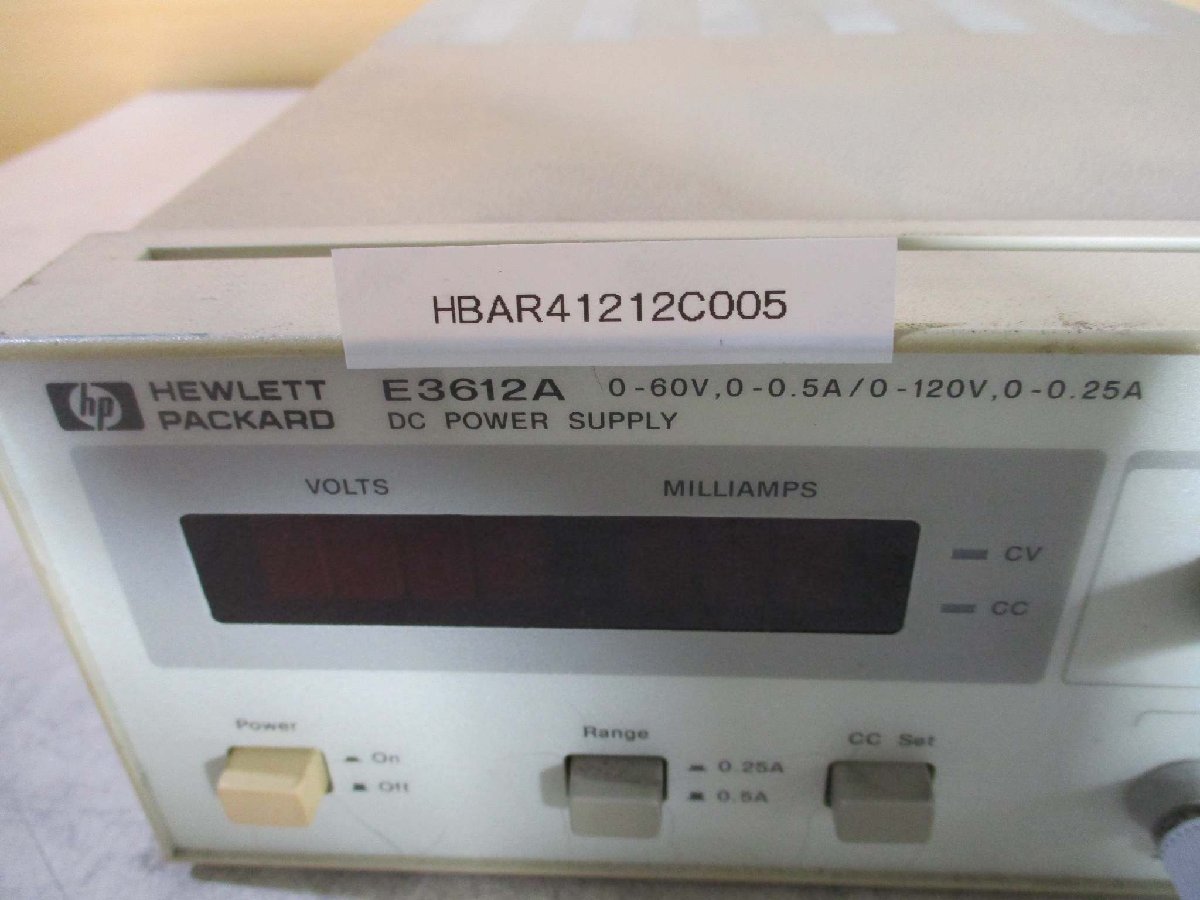 HBAR41212C005
hp HEWLETT PACKARD
E3612A 0-60V, 0-0.5A/0-120V, 0-0.25A
DC POWER SUPPLY
VOLTS MILLIAMPS
CV
CC
Power
On
Off
Range
0.25A
0.5A
CC Set